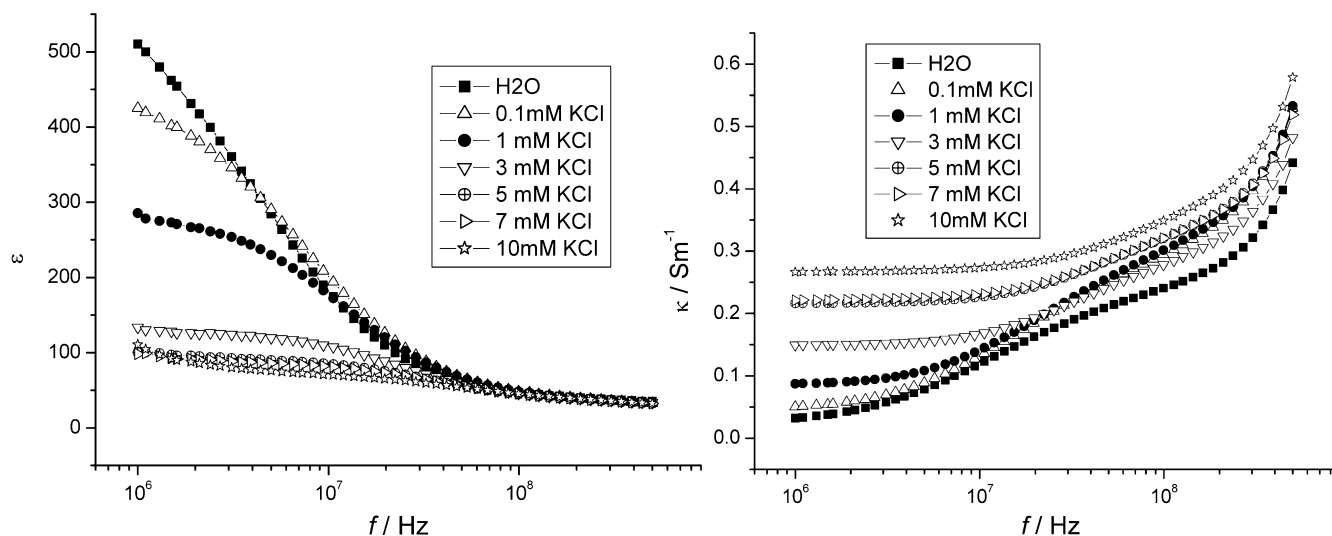 500
400
300
200
100
0
ε
10^6
10^7
10^8
f / Hz
H2O
0.1mM KCl
1 mM KCl
3 mM KCl
5 mM KCl
7 mM KCl
10mM KCl
0.6
0.5
0.4
0.3
0.2
0.1
0.0
κ / Sm^-1
10^6
10^7
10^8
f / Hz
H2O
0.1mM KCl
1 mM KCl
3 mM KCl
5 mM KCl
7 mM KCl
10mM KCl